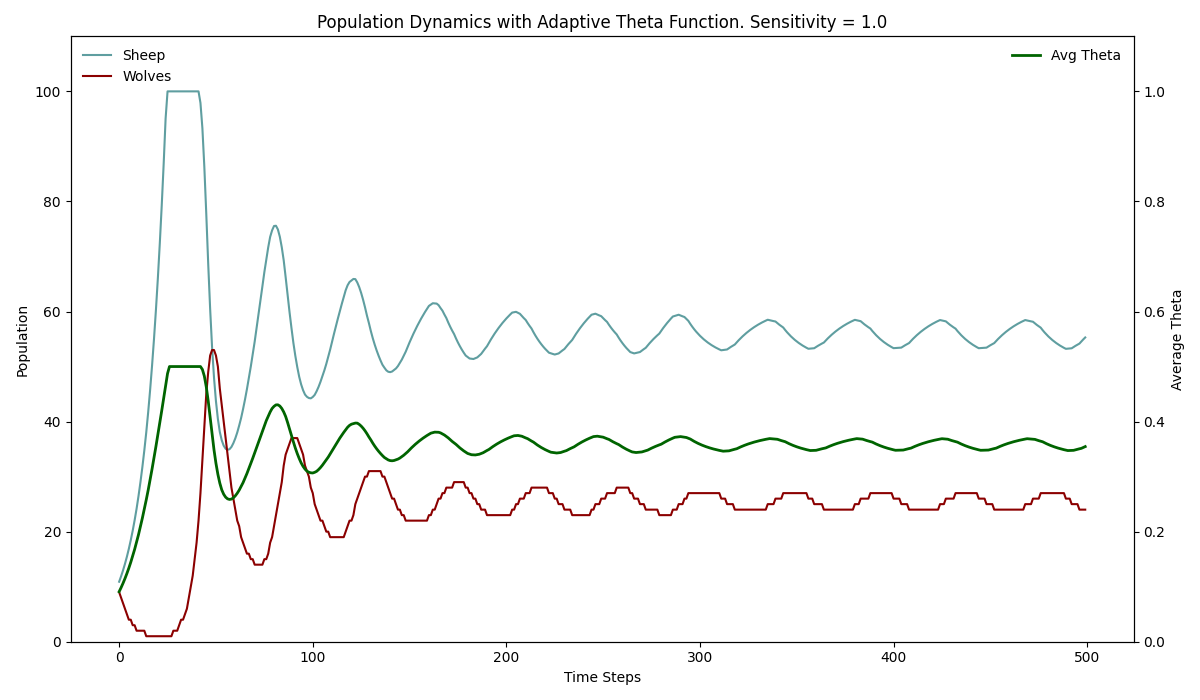 Population Dynamics with Adaptive Theta Function. Sensitivity = 1.0
Sheep
Wolves
Avg Theta
100
80
60
40
20
0
Population
1.0
0.8
0.6
0.4
0.2
0.0
Average Theta
0 100 200 300 400 500
Time Steps